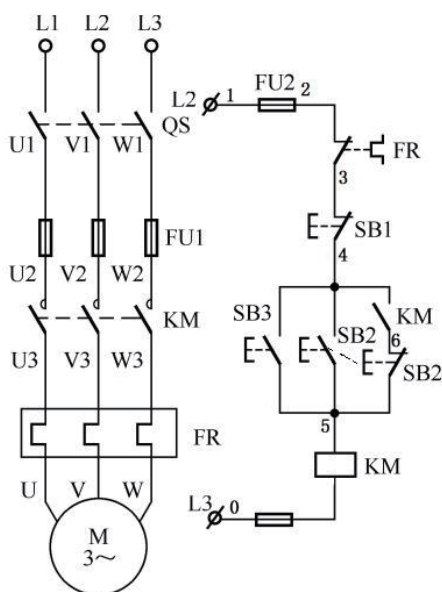 L1 L2 L3
L2 1 FU2 2
U1 V1 W1 QS
FR
3
FU1
SB1
4
U2 V2 W2
KM
SB3 SB2 KM
6
U3 V3 W3
SB2
5
FR
KM
U V W
L3 0
M
3~